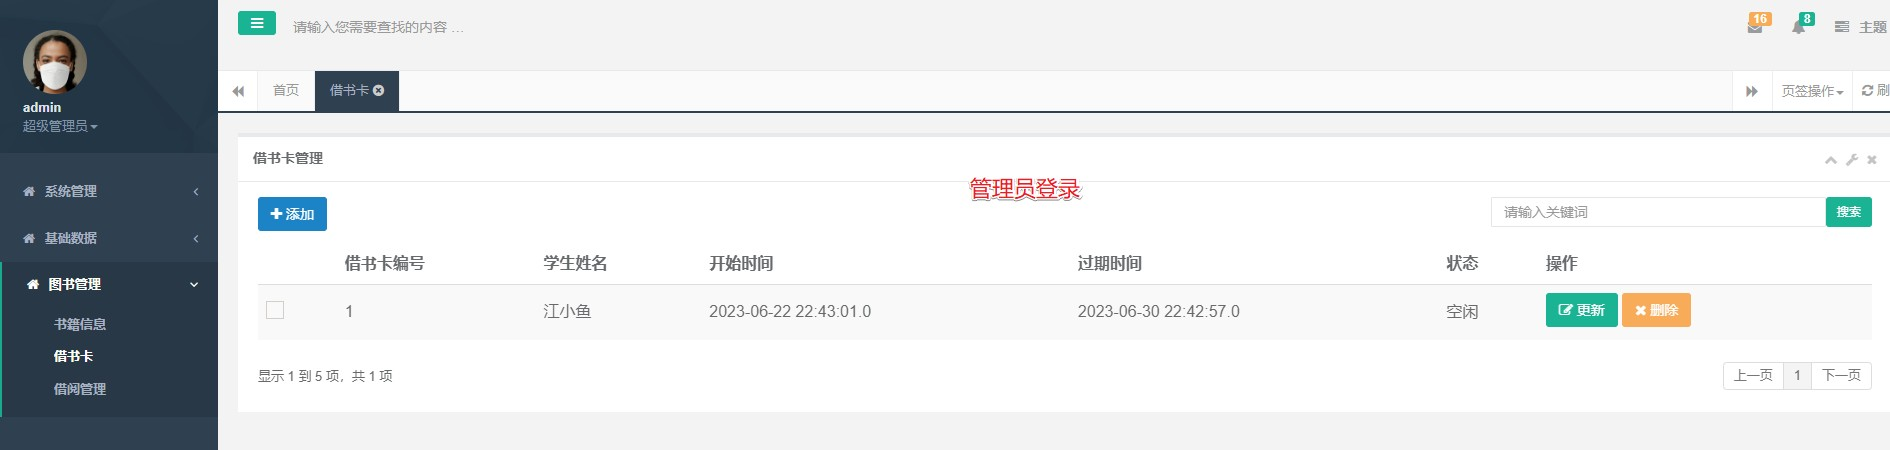 请输入您需要查找的内容 …
16
8
主题
admin
超级管理员
首页
借书卡
页签操作
刷
系统管理
基础数据
图书管理
书籍信息
借书卡
借阅管理
借书卡管理
管理员登录
添加
请输入关键词
搜索
借书卡编号 学生姓名 开始时间 过期时间 状态 操作
1 江小鱼 2023-06-22 22:43:01.0 2023-06-30 22:42:57.0 空闲 更新 删除
显示 1 到 5 项，共 1 项
上一页 1 下一页